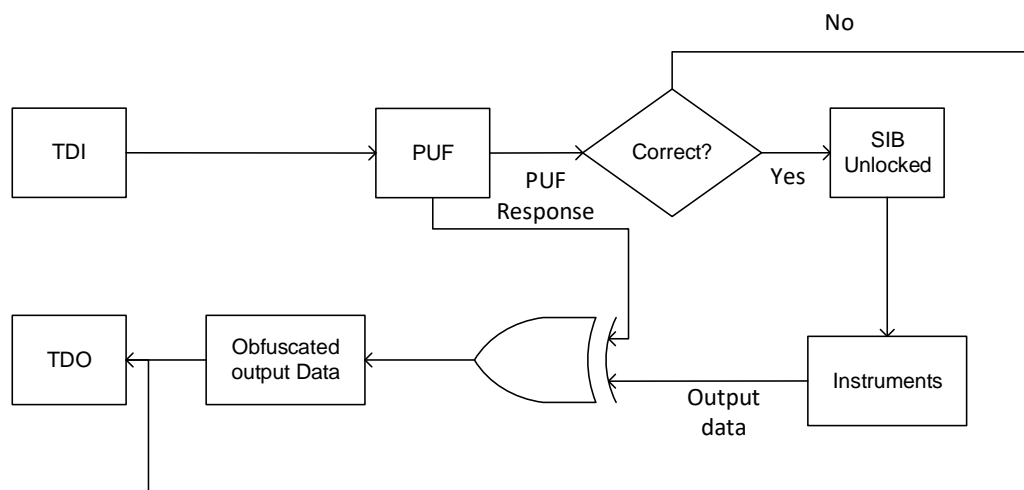 No
TDI
PUF
Correct?
SIB
Unlocked
Yes
PUF
Response
TDO
Obfuscated
output Data
Instruments
Output
data